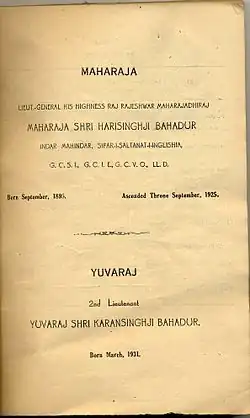 MAHARAJA
LIEUT.-GENERAL HIS HIGHNESS RAJ RAJESHWAR MAHARAJADHIRAJ
MAHARAJA SHRI HARISINGHJI BAHADUR
INDAR MAHINDAR, SIPAR-I-SALTANAT-I-INGLISHIA,
G. C. S. I., G. C. I. E., G. C. V. O., LL. D.
Born September, 1895. Ascended Throne September, 1925.
YUVARAJ
2nd Lieutenant
YUVARAJ SHRI KARANSINGHJI BAHADUR.
Born March, 1931.